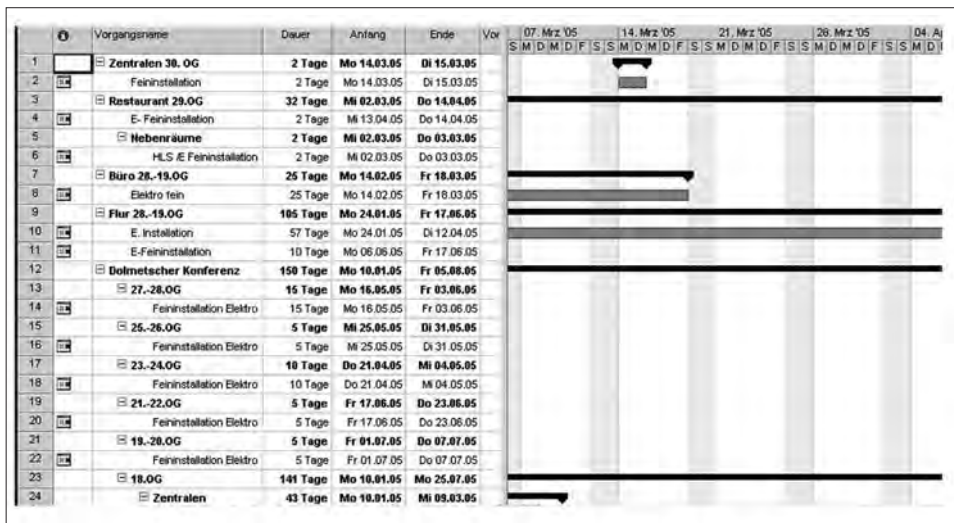 Vorgangsname Dauer Anfang Ende Vor 07. Mrz '05 14. Mrz '05 21. Mrz '05 28. Mrz '05 04. A
S M D M D F S S M D M D F S S M D M D F S S M D M D F S S M D
1 Zentralen 30. OG 2 Tage Mo 14.03.05 Di 15.03.05
2 Feininstallation 2 Tage Mo 14.03.05 Di 15.03.05
3 Restaurant 29.OG 32 Tage Mi 02.03.05 Do 14.04.05
4 E- Feininstallation 2 Tage Mi 13.04.05 Do 14.04.05
5 Nebenräume 2 Tage Mi 02.03.05 Do 03.03.05
6 HLS /E Feininstallation 2 Tage Mi 02.03.05 Do 03.03.05
7 Büro 28.-19.OG 25 Tage Mo 14.02.05 Fr 18.03.05
8 Elektro fein 25 Tage Mo 14.02.05 Fr 18.03.05
9 Flur 28.-19.OG 105 Tage Mo 24.01.05 Fr 17.06.05
10 E. Installation 57 Tage Mo 24.01.05 Di 12.04.05
11 E-Feininstallation 10 Tage Mo 06.06.05 Fr 17.06.05
12 Dolmetscher Konferenz 150 Tage Mo 10.01.05 Fr 05.08.05
13 27.-28.OG 15 Tage Mo 16.05.05 Fr 03.06.05
14 Feininstallation Elektro 15 Tage Mo 16.05.05 Fr 03.06.05
15 25.-26.OG 5 Tage Mi 25.05.05 Di 31.05.05
16 Feininstallation Elektro 5 Tage Mi 25.05.05 Di 31.05.05
17 23.-24.OG 10 Tage Do 21.04.05 Mi 04.05.05
18 Feininstallation Elektro 10 Tage Do 21.04.05 Mi 04.05.05
19 21.-22.OG 5 Tage Fr 17.06.05 Do 23.06.05
20 Feininstallation Elektro 5 Tage Fr 17.06.05 Do 23.06.05
21 19.-20.OG 5 Tage Fr 01.07.05 Do 07.07.05
22 Feininstallation Elektro 5 Tage Fr 01.07.05 Do 07.07.05
23 18.OG 141 Tage Mo 10.01.05 Mo 25.07.05
24 Zentralen 43 Tage Mo 10.01.05 Mi 09.03.05